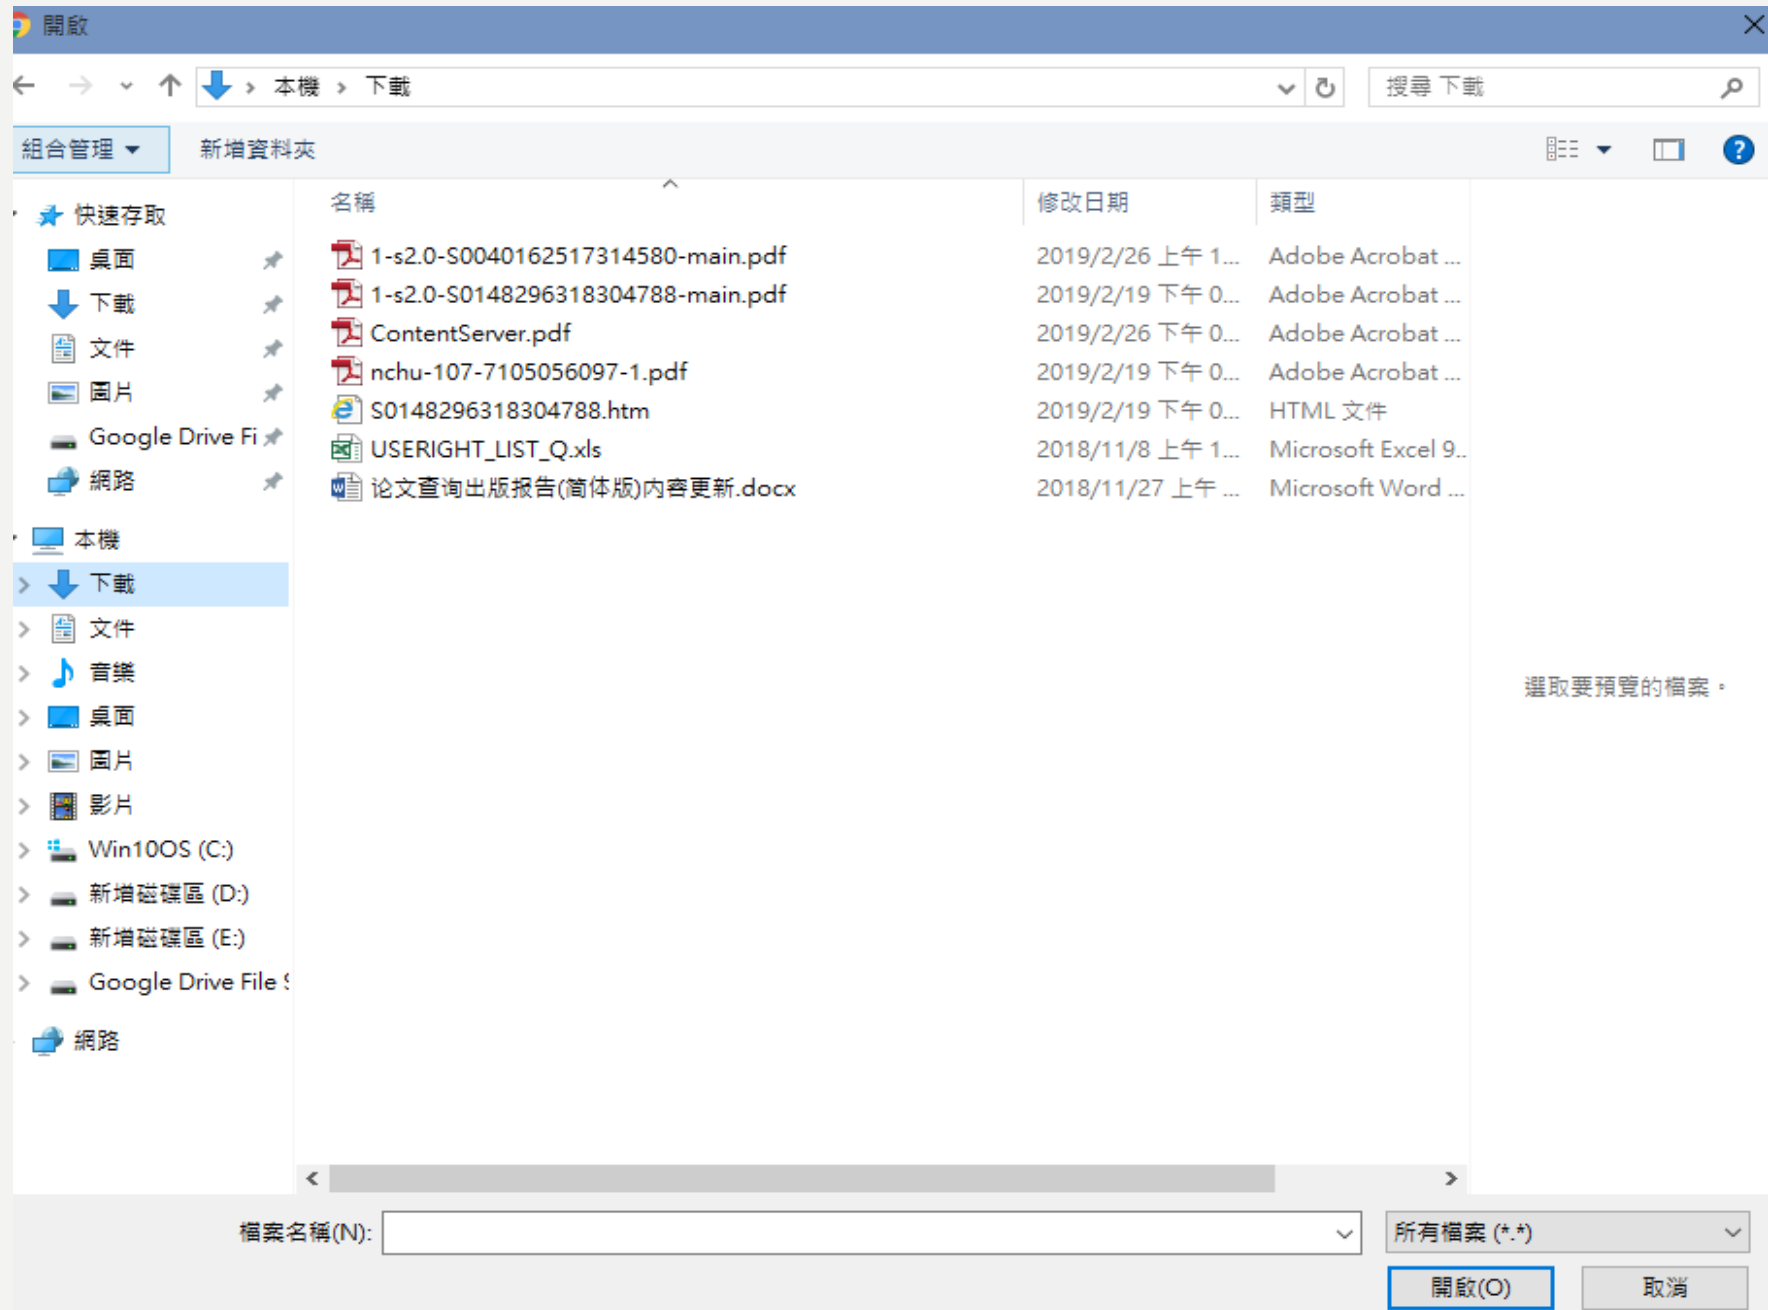 開啟
本機 > 下載
搜尋 下載
組合管理
新增資料夾
名稱
修改日期
類型
快速存取
桌面
下載
文件
圖片
Google Drive Fi
網路
本機
下載
文件
音樂
桌面
圖片
影片
Win10OS (C:)
新增磁碟區 (D:)
新增磁碟區 (E:)
Google Drive File S
網路
1-s2.0-S0040162517314580-main.pdf 2019/2/26 上午 1... Adobe Acrobat ...
1-s2.0-S0148296318304788-main.pdf 2019/2/19 下午 0... Adobe Acrobat ...
ContentServer.pdf 2019/2/26 下午 0... Adobe Acrobat ...
nchu-107-7105056097-1.pdf 2019/2/19 下午 0... Adobe Acrobat ...
S0148296318304788.htm 2019/2/19 下午 0... HTML 文件
USERIGHT_LIST_Q.xls 2018/11/8 上午 1... Microsoft Excel 9..
论文查询出版报告(简体版)内容更新.docx 2018/11/27 上午 ... Microsoft Word ...
選取要預覽的檔案。
檔案名稱(N):
所有檔案 (*.*)
開啟(O)
取消